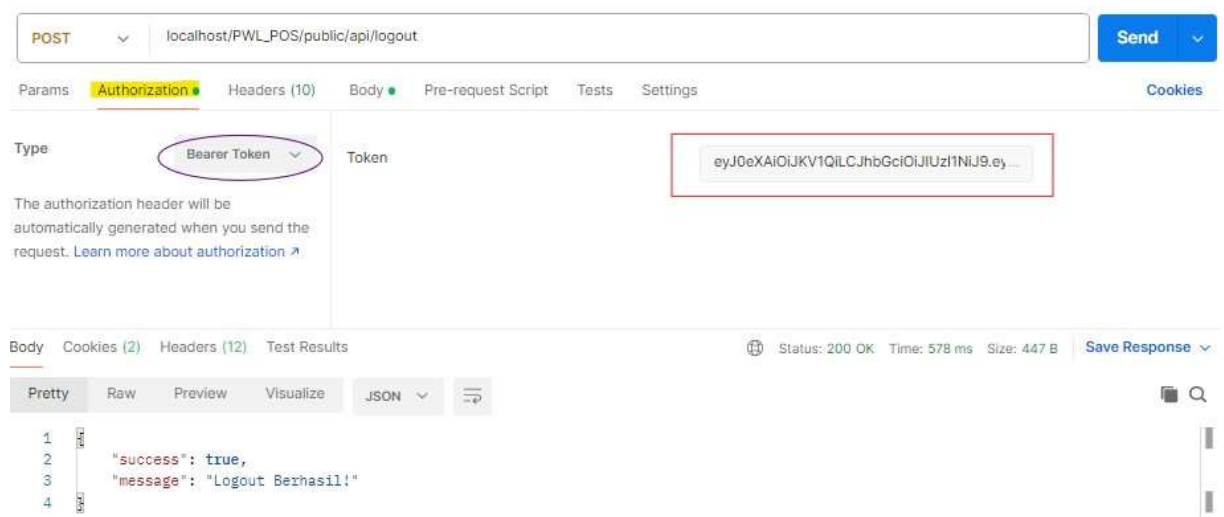 POST localhost/PWL_POS/public/api/logout Send
Params Authorization Headers (10) Body Pre-request Script Tests Settings Cookies
Type Bearer Token Token eyJ0eXAiOiJKV1QiLCJhbGciOiJIUzI1NiJ9.ey...
The authorization header will be
automatically generated when you send the
request. Learn more about authorization ↗
Body Cookies (2) Headers (12) Test Results Status: 200 OK Time: 578 ms Size: 447 B Save Response
Pretty Raw Preview Visualize JSON
1 {
2 "success": true,
3 "message": "Logout Berhasil!"
4 }